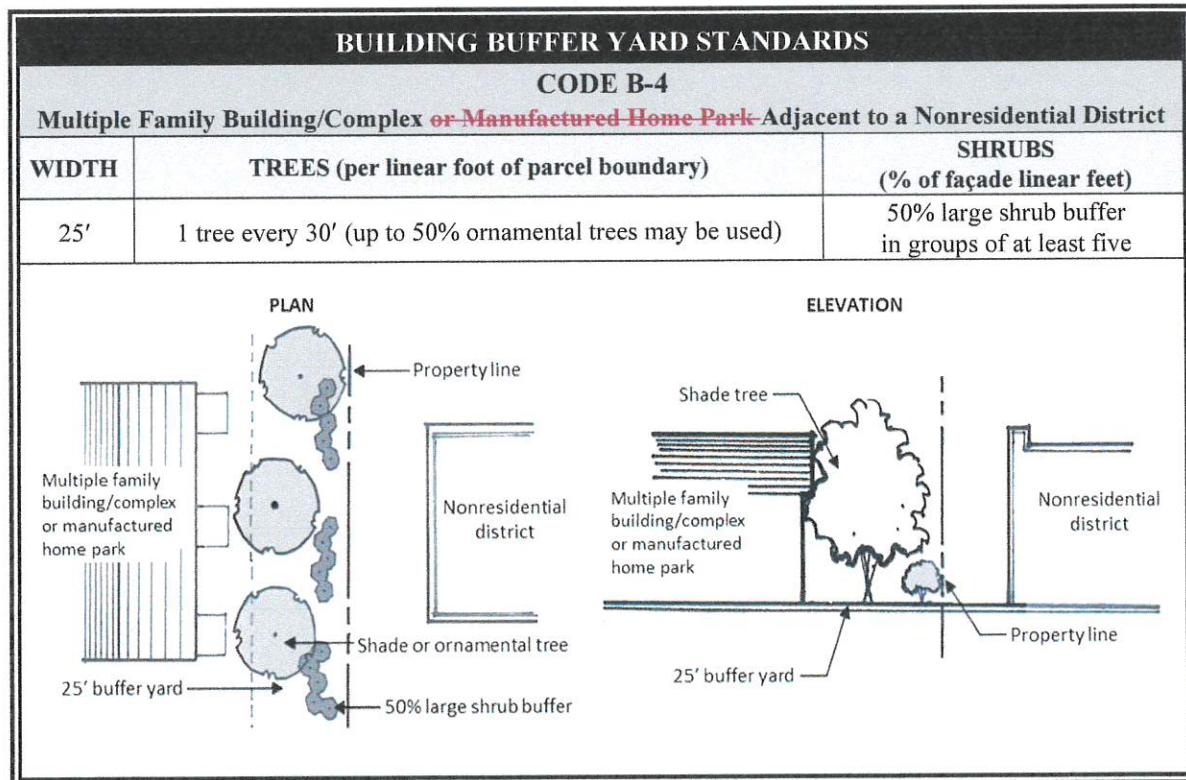 BUILDING BUFFER YARD STANDARDS
CODE B-4
Multiple Family Building/Complex or Manufactured Home Park Adjacent to a Nonresidential District
WIDTH
TREES (per linear foot of parcel boundary)
SHRUBS
(% of façade linear feet)
25'
1 tree every 30' (up to 50% ornamental trees may be used)
50% large shrub buffer
in groups of at least five
PLAN
Property line
Multiple family
building/complex
or manufactured
home park
Nonresidential
district
Shade or ornamental tree
25' buffer yard
50% large shrub buffer
ELEVATION
Shade tree
Multiple family
building/complex
or manufactured
home park
Nonresidential
district
Property line
25' buffer yard